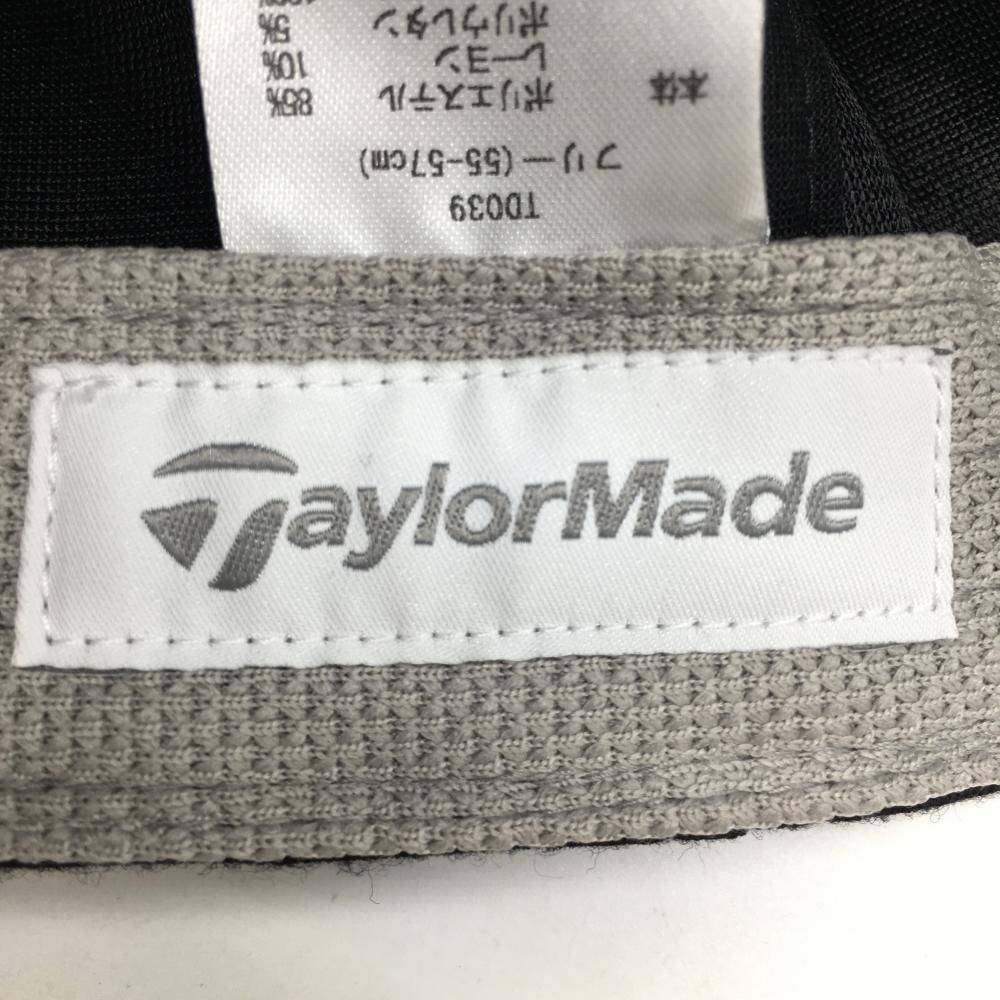 TD039
フリー (55-57cm)
本体 ポリエステル 85%
レーヨン 10%
ポリウレタン 5%
TaylorMade